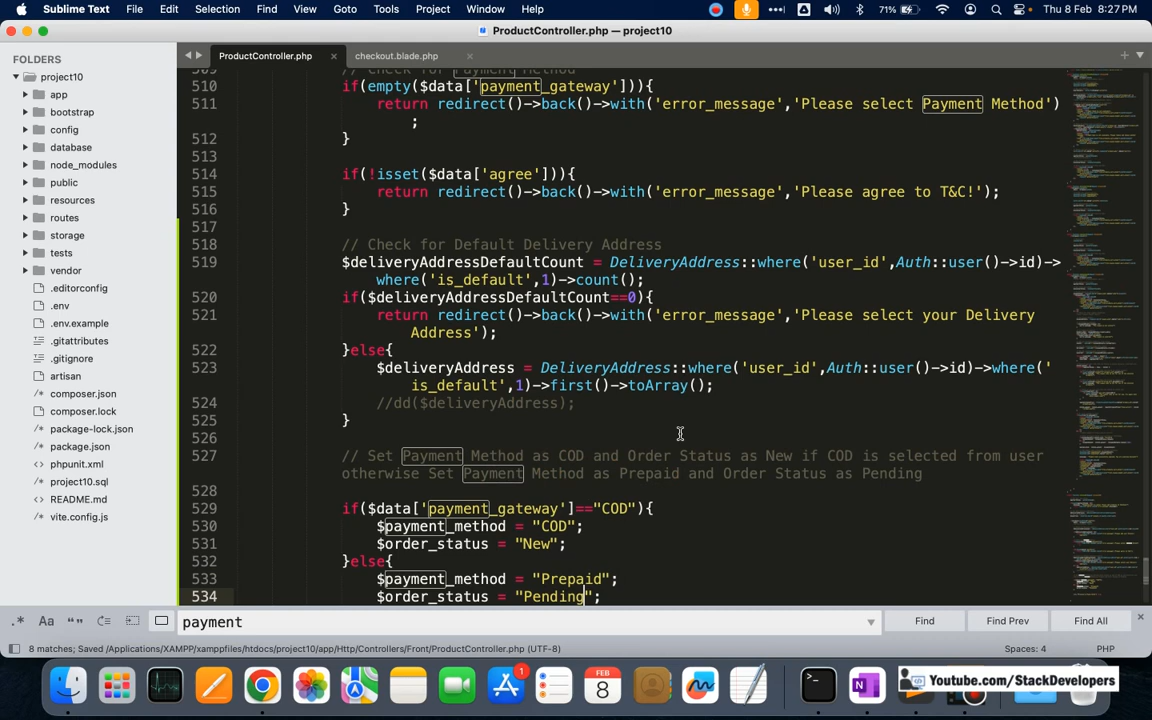 Sublime Text File Edit Selection Find View Goto Tools Project Window Help 71% Thu 8 Feb 8:27 PM
ProductController.php — project10
FOLDERS
project10
app
bootstrap
config
database
node_modules
public
resources
routes
storage
tests
vendor
.editorconfig
.env
.env.example
.gitattributes
.gitignore
artisan
composer.json
composer.lock
package-lock.json
package.json
phpunit.xml
project10.sql
README.md
vite.config.js
ProductController.php × checkout.blade.php ×
509 // Check for Payment Method
510 if(empty($data['payment_gateway'])){
511 return redirect()->back()->with('error_message','Please select Payment Method')
;
512 }
513
514 if(!isset($data['agree'])){
515 return redirect()->back()->with('error_message','Please agree to T&C!');
516 }
517
518 // Check for Default Delivery Address
519 $deliveryAddressDefaultCount = DeliveryAddress::where('user_id',Auth::user()->id)->
where('is_default',1)->count();
520 if($deliveryAddressDefaultCount==0){
521 return redirect()->back()->with('error_message','Please select your Delivery
Address');
522 }else{
523 $deliveryAddress = DeliveryAddress::where('user_id',Auth::user()->id)->where('
is_default',1)->first()->toArray();
524 //dd($deliveryAddress);
525 }
526
527 // Set Payment Method as COD and Order Status as New if COD is selected from user
otherwise Set Payment Method as Prepaid and Order Status as Pending
528
529 if($data['payment_gateway']=="COD"){
530 $payment_method = "COD";
531 $order_status = "New";
532 }else{
533 $payment_method = "Prepaid";
534 $order_status = "Pending";
.* Aa payment Find Find Prev Find All
8 matches; Saved /Applications/XAMPP/xamppfiles/htdocs/project10/app/Http/Controllers/Front/ProductController.php (UTF-8) Spaces: 4 PHP
1
FEB
8
Youtube.com/StackDevelopers